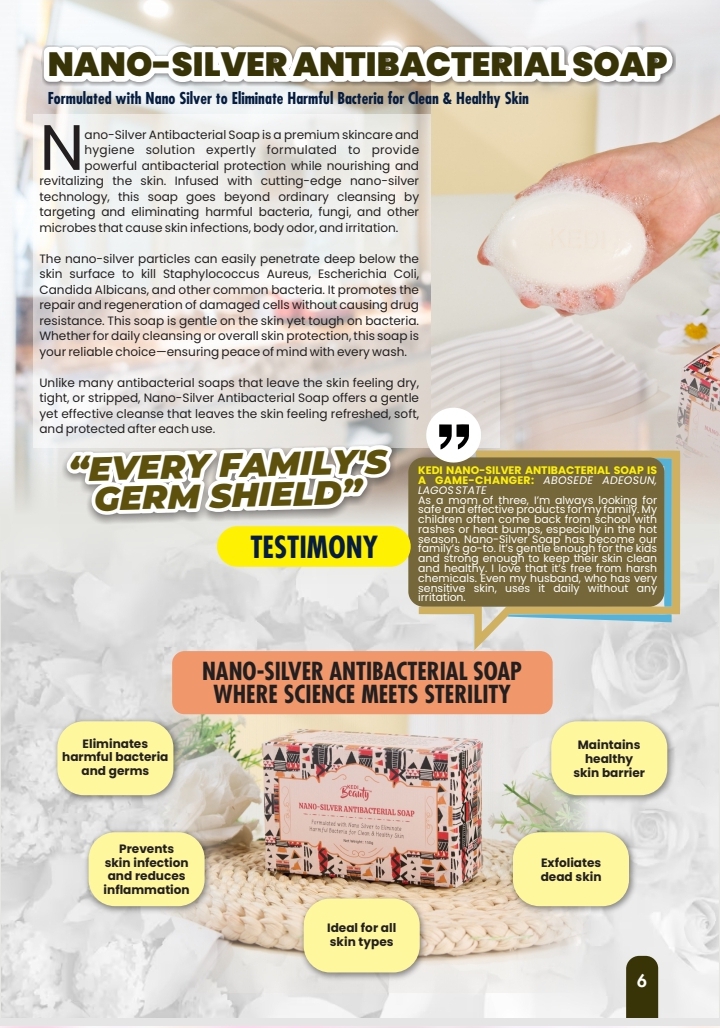 NANO-SILVER ANTIBACTERIAL SOAP
Formulated with Nano Silver to Eliminate Harmful Bacteria for Clean & Healthy Skin
Nano-Silver Antibacterial Soap is a premium skincare and
hygiene solution expertly formulated to provide
powerful antibacterial protection while nourishing and
revitalizing the skin. Infused with cutting-edge nano-silver
technology, this soap goes beyond ordinary cleansing by
targeting and eliminating harmful bacteria, fungi, and other
microbes that cause skin infections, body odor, and irritation.
The nano-silver particles can easily penetrate deep below the
skin surface to kill Staphylococcus Aureus, Escherichia Coli,
Candida Albicans, and other common bacteria. It promotes the
repair and regeneration of damaged cells without causing drug
resistance. This soap is gentle on the skin yet tough on bacteria.
Whether for daily cleansing or overall skin protection, this soap is
your reliable choice—ensuring peace of mind with every wash.
Unlike many antibacterial soaps that leave the skin feeling dry,
tight, or stripped, Nano-Silver Antibacterial Soap offers a gentle
yet effective cleanse that leaves the skin feeling refreshed, soft,
and protected after each use.
“EVERY FAMILY'S
GERM SHIELD”
TESTIMONY
”
KEDI NANO-SILVER ANTIBACTERIAL SOAP IS
A GAME-CHANGER: ABOSEDE ADEOSUN,
LAGOS STATE
As a mom of three, I’m always looking for
safe and effective products for my family. My
children often come back from school with
rashes or heat bumps, especially in the hot
season. Nano-Silver Soap has become our
family’s go-to. It’s gentle enough for the kids
and strong enough to keep their skin clean
and healthy. I love that it’s free from harsh
chemicals. Even my husband, who has very
sensitive skin, uses it daily without any
irritation.
NANO-SILVER ANTIBACTERIAL SOAP
WHERE SCIENCE MEETS STERILITY
Eliminates
harmful bacteria
and germs
Maintains
healthy
skin barrier
KEDI
Beauty
NANO-SILVER ANTIBACTERIAL SOAP
Formulated with Nano Silver to Eliminate
Harmful Bacteria for Clean & Healthy Skin
Prevents
skin infection
and reduces
inflammation
Exfoliates
dead skin
Ideal for all
skin types
6